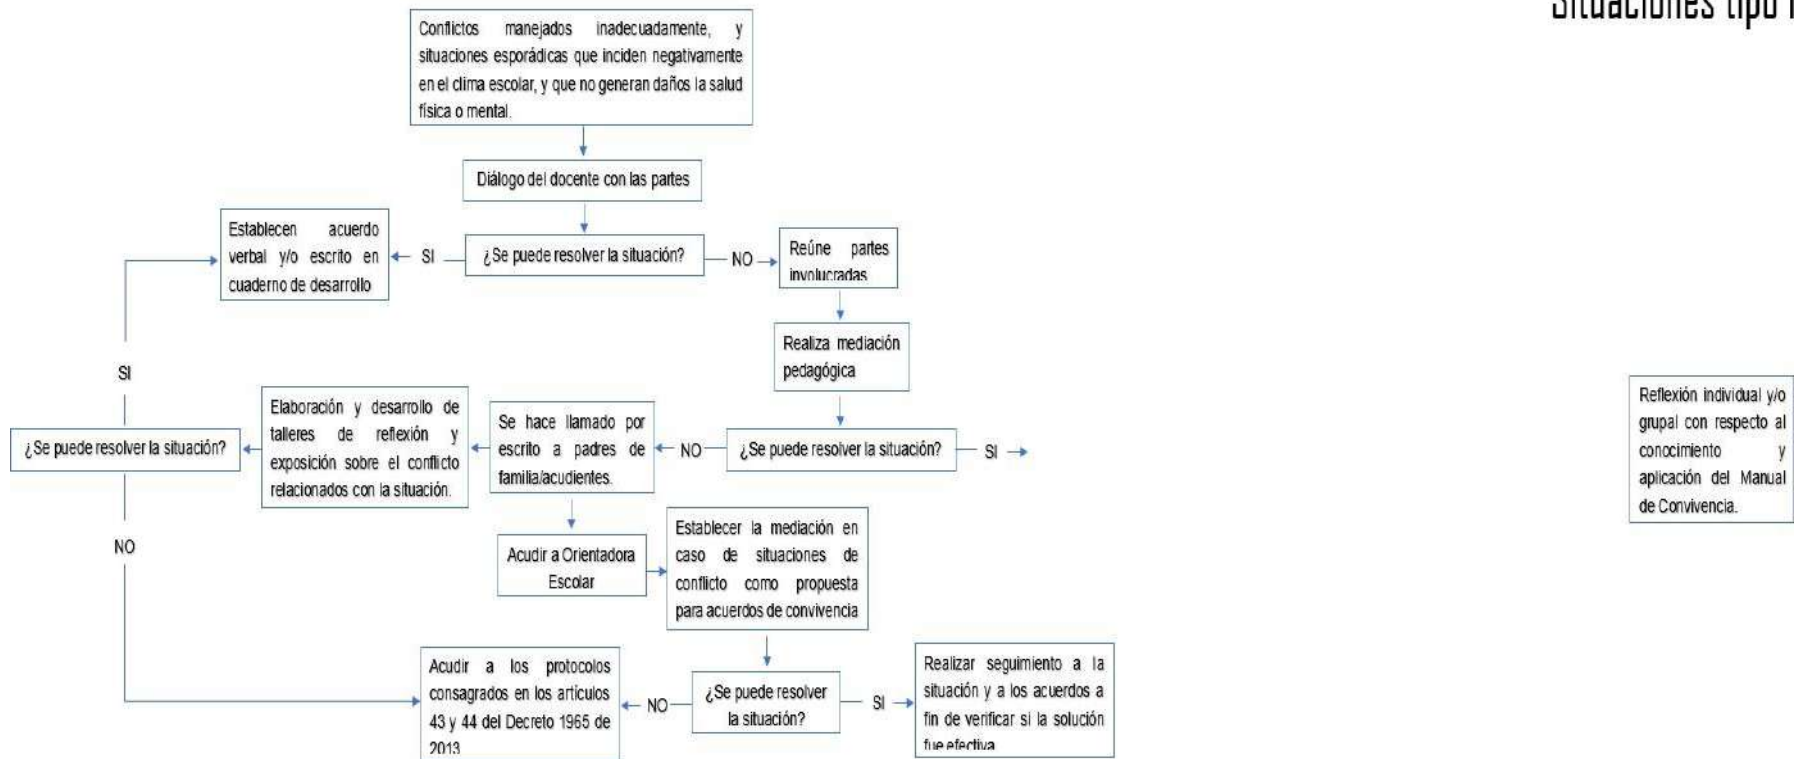 Situaciones tipo I
Conflictos manejados inadecuadamente, y
situaciones esporádicas que inciden negativamente
en el clima escolar, y que no generan daños la salud
física o mental.
Diálogo del docente con las partes
¿Se puede resolver la situación?
SI
Establecen acuerdo
verbal y/o escrito en
cuaderno de desarrollo
NO
Reúne partes
involucradas
Realiza mediación
pedagógica
¿Se puede resolver la situación?
SI
Reflexión individual y/o
grupal con respecto al
conocimiento y
aplicación del Manual
de Convivencia.
NO
Se hace llamado por
escrito a padres de
familia/acudientes.
Elaboración y desarrollo de
talleres de reflexión y
exposición sobre el conflicto
relacionados con la situación.
¿Se puede resolver la situación?
SI
NO
Acudir a Orientadora
Escolar
Establecer la mediación en
caso de situaciones de
conflicto como propuesta
para acuerdos de convivencia
¿Se puede resolver
la situación?
NO
Acudir a los protocolos
consagrados en los artículos
43 y 44 del Decreto 1965 de
2013
SI
Realizar seguimiento a la
situación y a los acuerdos a
fin de verificar si la solución
fue efectiva